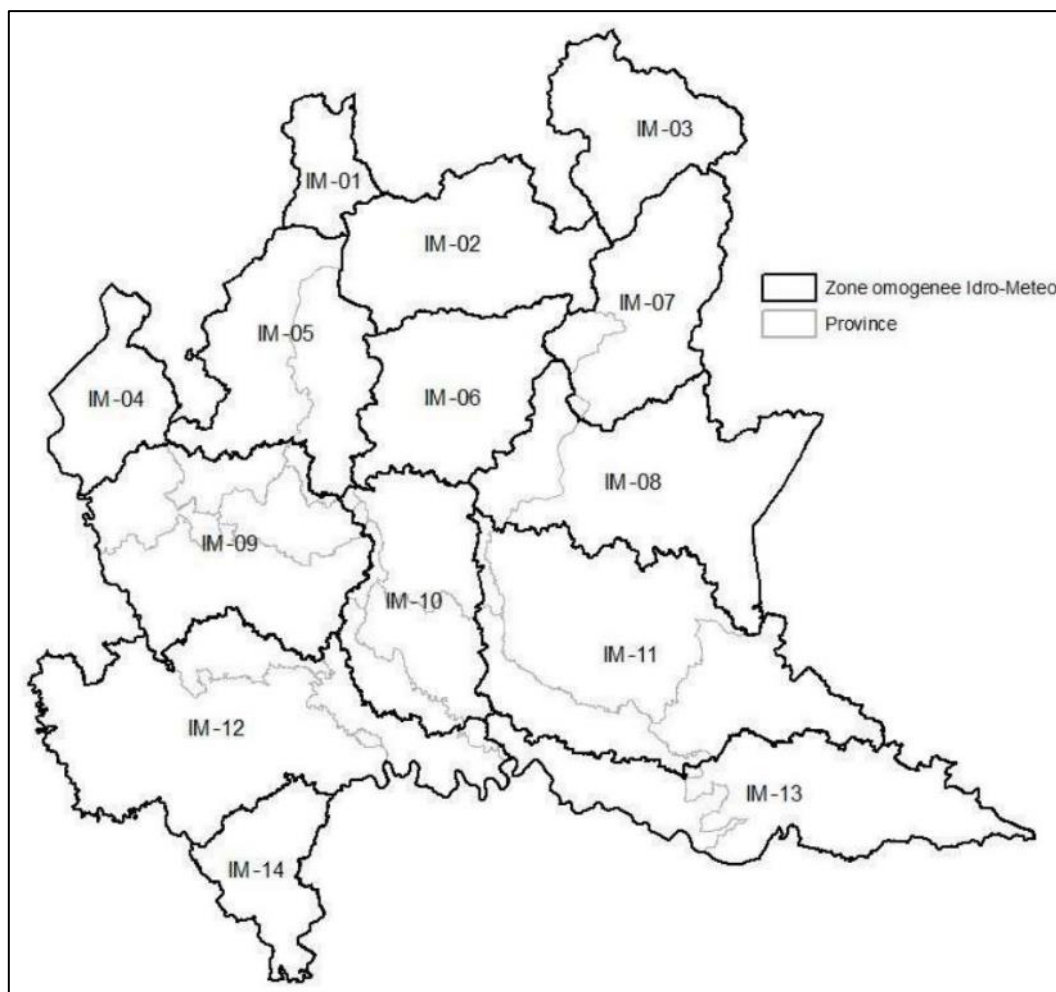 IM-03
IM-01
IM-02
IM-07
Zone omogenee Idro-Meteo
Province
IM-05
IM-04
IM-06
IM-08
IM-09
IM-10
IM-11
IM-12
IM-13
IM-14